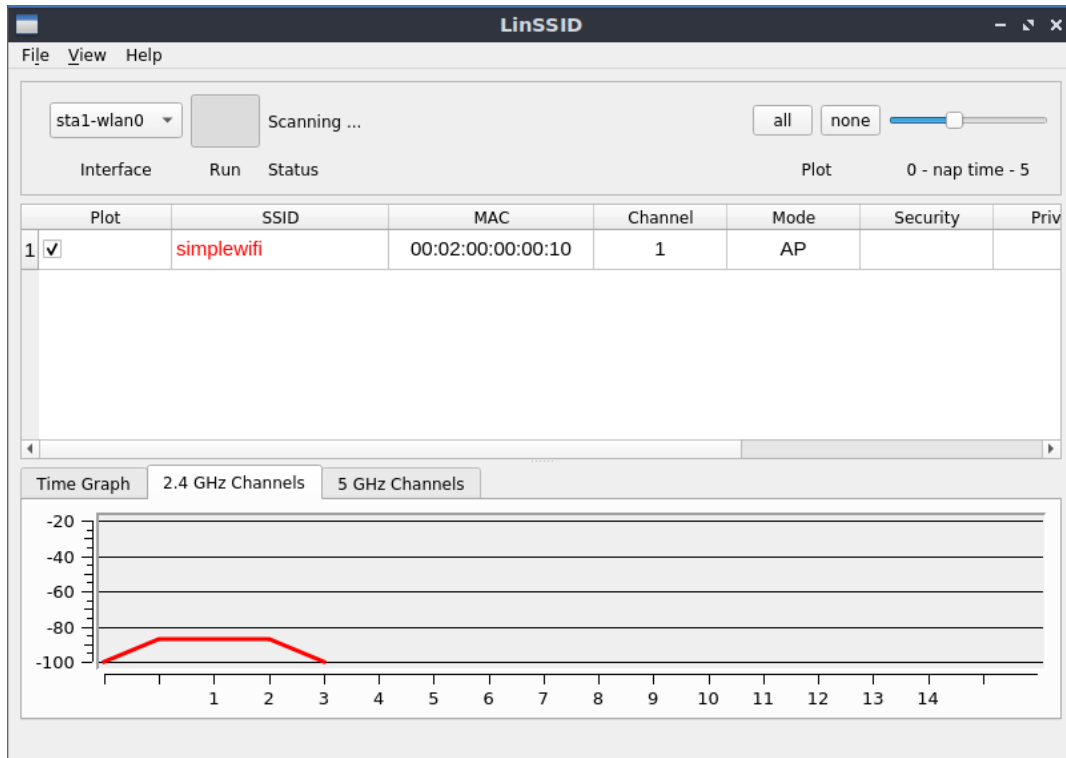 LinSSID
File View Help
sta1-wlan0 Scanning ... all none
Interface Run Status Plot 0 - nap time - 5
Plot SSID MAC Channel Mode Security Priv
1 simplewifi 00:02:00:00:00:10 1 AP
Time Graph 2.4 GHz Channels 5 GHz Channels
-20
-40
-60
-80
-100
1 2 3 4 5 6 7 8 9 10 11 12 13 14